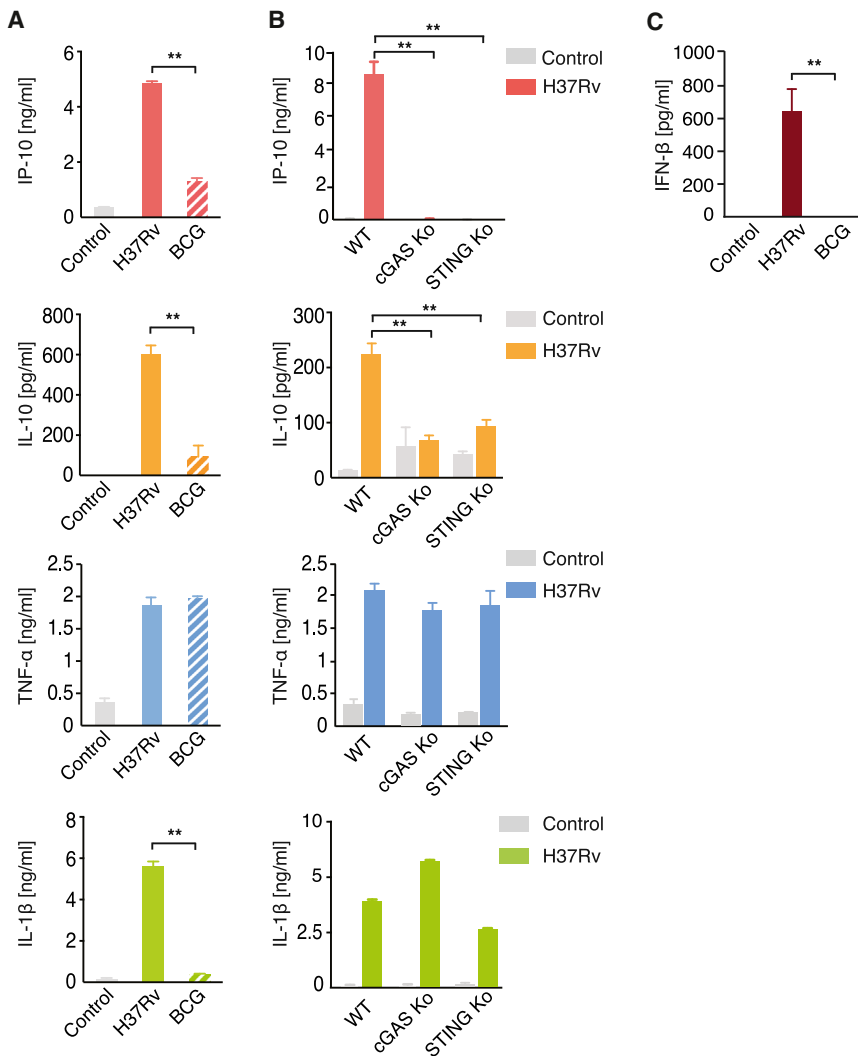 A
IP-10 [ng/ml]
6
4
2
0
**
Control
H37Rv
BCG
B
IP-10 [ng/ml]
10
8
6
4
2
0
**
**
WT
cGAS Ko
STING Ko
Control
H37Rv
C
IFN-β [pg/ml]
1000
800
600
400
200
0
**
Control
H37Rv
BCG
IL-10 [pg/ml]
800
600
400
200
0
**
Control
H37Rv
BCG
IL-10 [pg/ml]
300
200
100
0
**
**
WT
cGAS Ko
STING Ko
Control
H37Rv
TNF-α [ng/ml]
2.5
2
1.5
1
0.5
0
Control
H37Rv
BCG
TNF-α [ng/ml]
2.5
2
1.5
1
0.5
0
WT
cGAS Ko
STING Ko
Control
H37Rv
IL-1β [ng/ml]
8
6
4
2
0
**
Control
H37Rv
BCG
IL-1β [ng/ml]
10
5
2.5
0
WT
cGAS Ko
STING Ko
Control
H37Rv